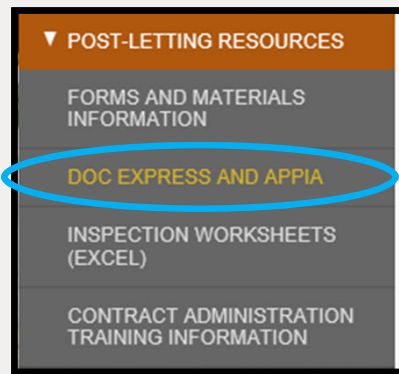 POST-LETTING RESOURCES
FORMS AND MATERIALS
INFORMATION
DOC EXPRESS AND APPIA
INSPECTION WORKSHEETS
(EXCEL)
CONTRACT ADMINISTRATION
TRAINING INFORMATION